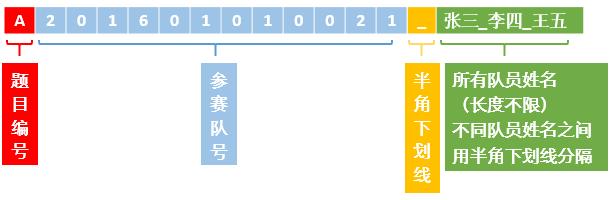 A201601010021_张三_李四_王五
题目编号
参赛队号
半角下划线
所有队员姓名
（长度不限）
不同队员姓名之间
用半角下划线分隔